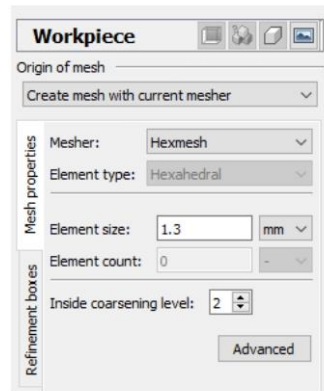 Workpiece
Origin of mesh
Create mesh with current mesher
Mesh properties
Refinement boxes
Mesher: Hexmesh
Element type: Hexahedral
Element size: 1.3 mm
Element count: 0 -
Inside coarsening level: 2
Advanced